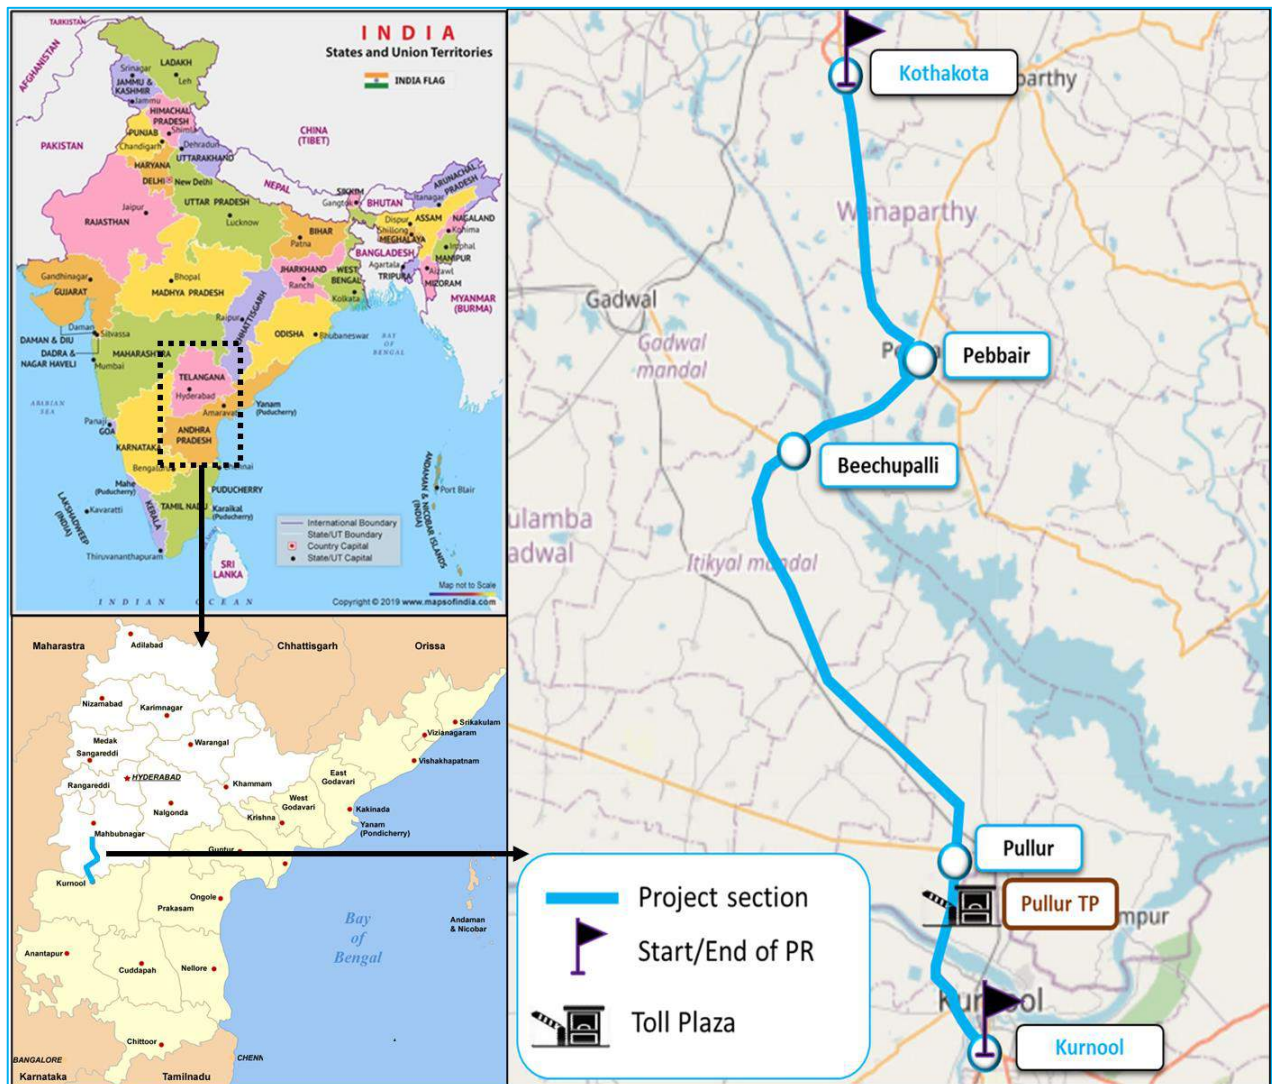 INDIA
States and Union Territories
INDIA FLAG
TARKISTAN
AFGHANISTAN
PAKISTAN
CHINA
(TIBET)
LADAKH
Leh
Srinagar
JAMMU &
KASHMIR
Jammu
HIMACHAL
PRADESH
Shimla
PUNJAB
Chandigarh
Dehradun
UTTARAKHAND
HARYANA
DELHI
New Delhi
NEPAL
SIKKIM
Gangtok
BHUTAN
ARUNACHAL
PRADESH
Itanagar
UTTAR PRADESH
Lucknow
Jaipur
RAJASTHAN
BIHAR
Patna
Dispur
ASSAM
NAGALAND
Kohima
Shillong
MEGHALAYA
Imphal
MANIPUR
BANGLADESH
Agartala
TRIPURA
Aizawl
MIZORAM
MYANMAR
(BURMA)
Gandhinagar
GUJARAT
Bhopal
MADHYA PRADESH
JHARKHAND
Ranchi
WEST
BENGAL
Kolkata
Raipur
HHATTISGARH
ODISHA
Bhubaneswar
BAY
OF
BENGAL
Daman
Silvassa
DAMAN & DIU
DADRA &
NAGAR HAVELI
MAHARASHTRA
Mumbai
TELANGANA
Hyderabad
Amaravati
Yanam
(Puducherry)
ARABIAN
SEA
Panaji
GOA
ANDHRA
PRADESH
KARNATAKA
Bengaluru
Chennai
Mahe
(Puducherry)
PUDUCHERRY
TAMIL NADU
Karaikal
(Puducherry)
KERALA
LAKSHADWEEP
(INDIA)
Kavaratti
Thiruvananthapuram
ANDAMAN & NICOBAR ISLANDS
(INDIA)
Port Blair
International Boundary
State/UT Boundary
Country Capital
State/UT Capital
SRI
LANKA
Map not to Scale
INDIAN OCEAN
Copyright © 2019 www.mapsofindia.com
Maharastra
Adilabad
Chhattisgarh
Orissa
Nizamabad
Karimnagar
Medak
Sangareddi
Warangal
Srikakulam
Vizianagaram
Vishakhapatnam
HYDERABAD
Rangareddi
Khammam
East
Godavari
Nalgonda
West
Godavari
Krishna
Kakinada
Yanam
(Pondicherry)
Mahbubnagar
Guntur
Kurnool
Ongole
Prakasam
Bay
of
Bengal
Andaman
& Nicobar
Anantapur
Cuddapah
Nellore
Chittoor
BANGALORE
CHENN
Karnataka
Tamilnadu
Kothakota
parthy
Wanaparthy
Gadwal
Gadwal
mandal
Pebbair
Beechupalli
ulamba
adwal
Itikyal mandal
Pullur
Pullur TP
mpur
Kurnool
Kurnool
Project section
Start/End of PR
Toll Plaza